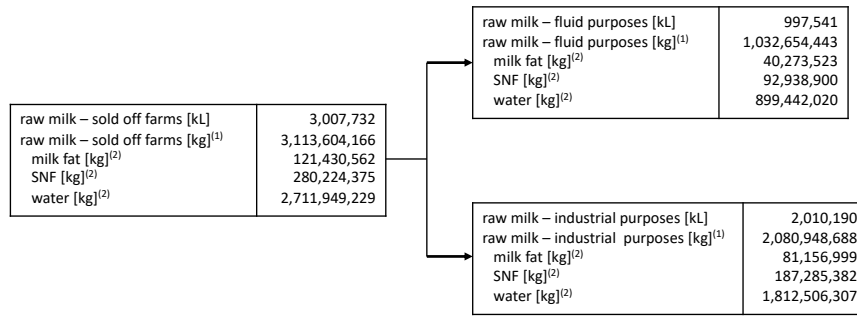 raw milk – sold off farms [kL] 3,007,732
raw milk – sold off farms [kg]⁽¹⁾ 3,113,604,166
milk fat [kg]⁽²⁾ 121,430,562
SNF [kg]⁽²⁾ 280,224,375
water [kg]⁽²⁾ 2,711,949,229
raw milk – fluid purposes [kL] 997,541
raw milk – fluid purposes [kg]⁽¹⁾ 1,032,654,443
milk fat [kg]⁽²⁾ 40,273,523
SNF [kg]⁽²⁾ 92,938,900
water [kg]⁽²⁾ 899,442,020
raw milk – industrial purposes [kL] 2,010,190
raw milk – industrial purposes [kg]⁽¹⁾ 2,080,948,688
milk fat [kg]⁽²⁾ 81,156,999
SNF [kg]⁽²⁾ 187,285,382
water [kg]⁽²⁾ 1,812,506,307